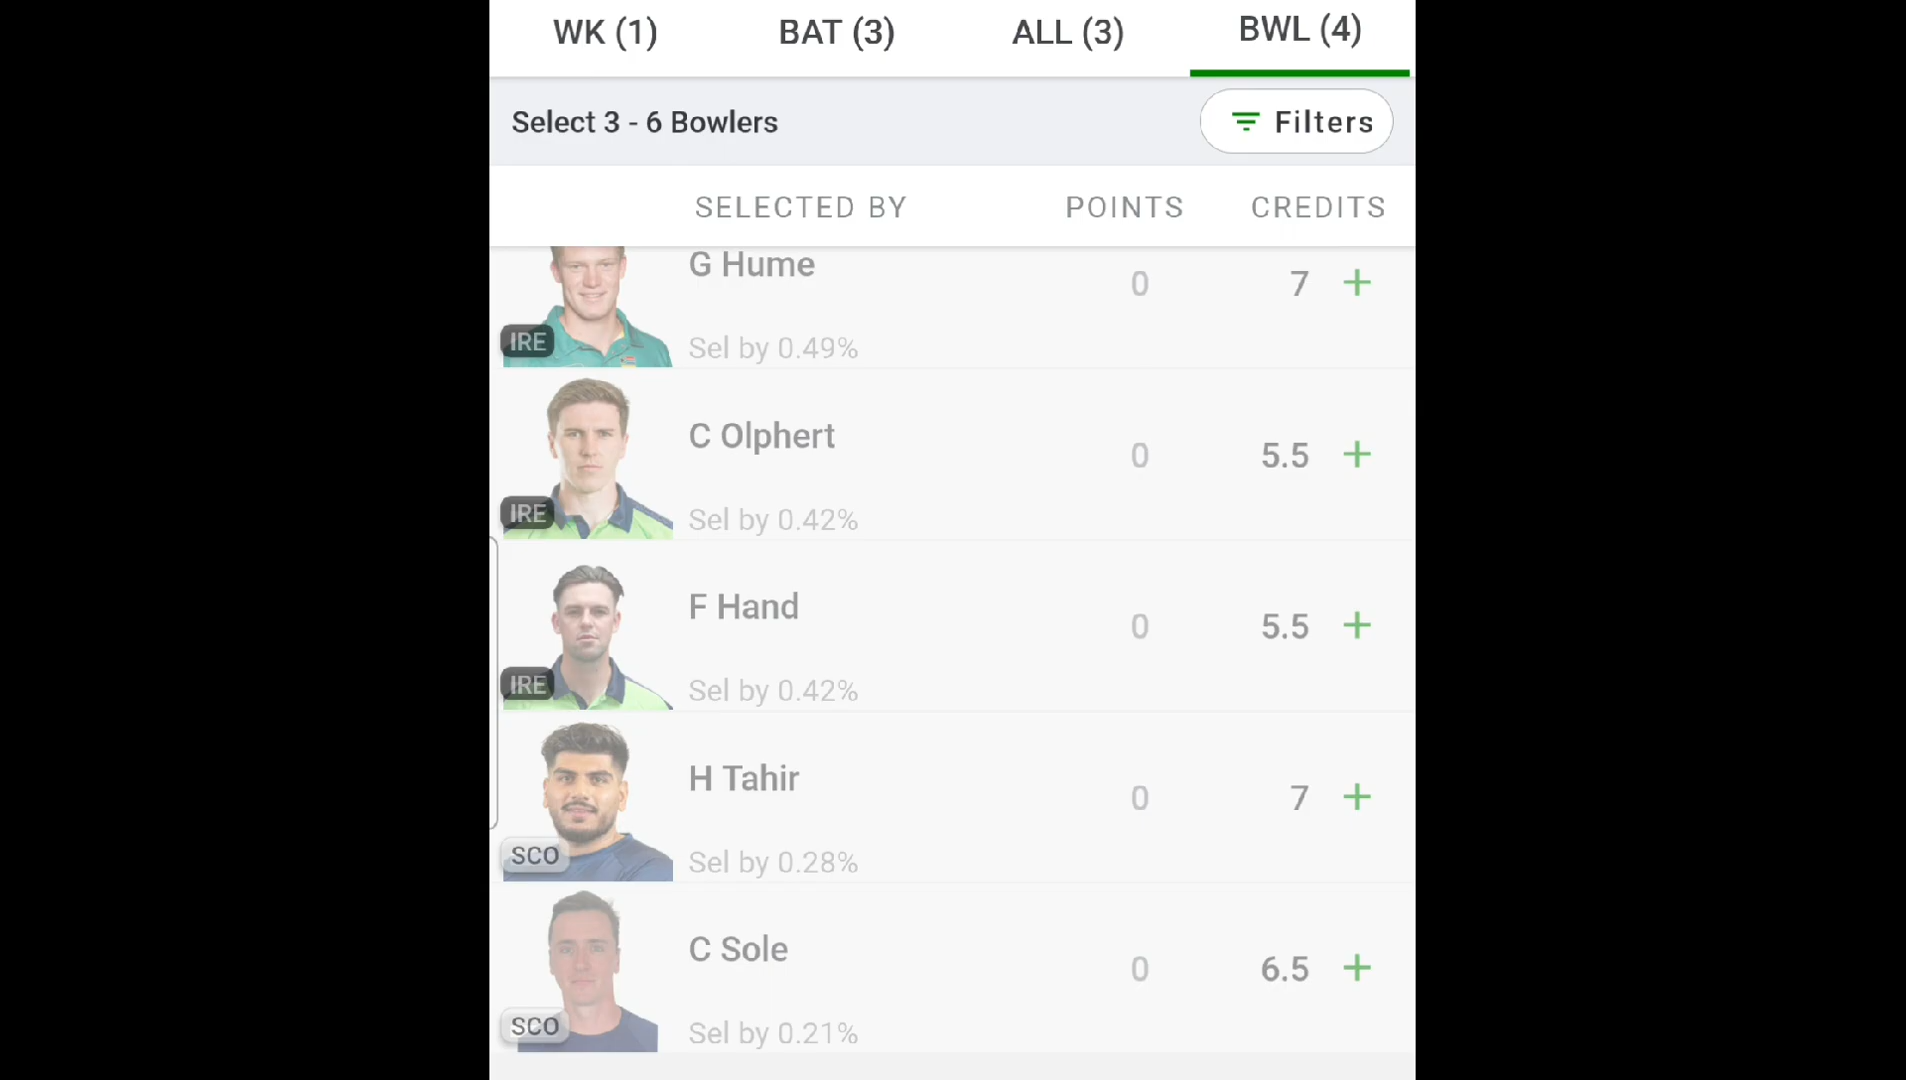 WK (1) BAT (3) ALL (3) BWL (4)
Select 3 - 6 Bowlers Filters
SELECTED BY POINTS CREDITS
G Hume 0 7 +
IRE Sel by 0.49%
C Olphert 0 5.5 +
IRE Sel by 0.42%
F Hand 0 5.5 +
IRE Sel by 0.42%
H Tahir 0 7 +
SCO Sel by 0.28%
C Sole 0 6.5 +
SCO Sel by 0.21%